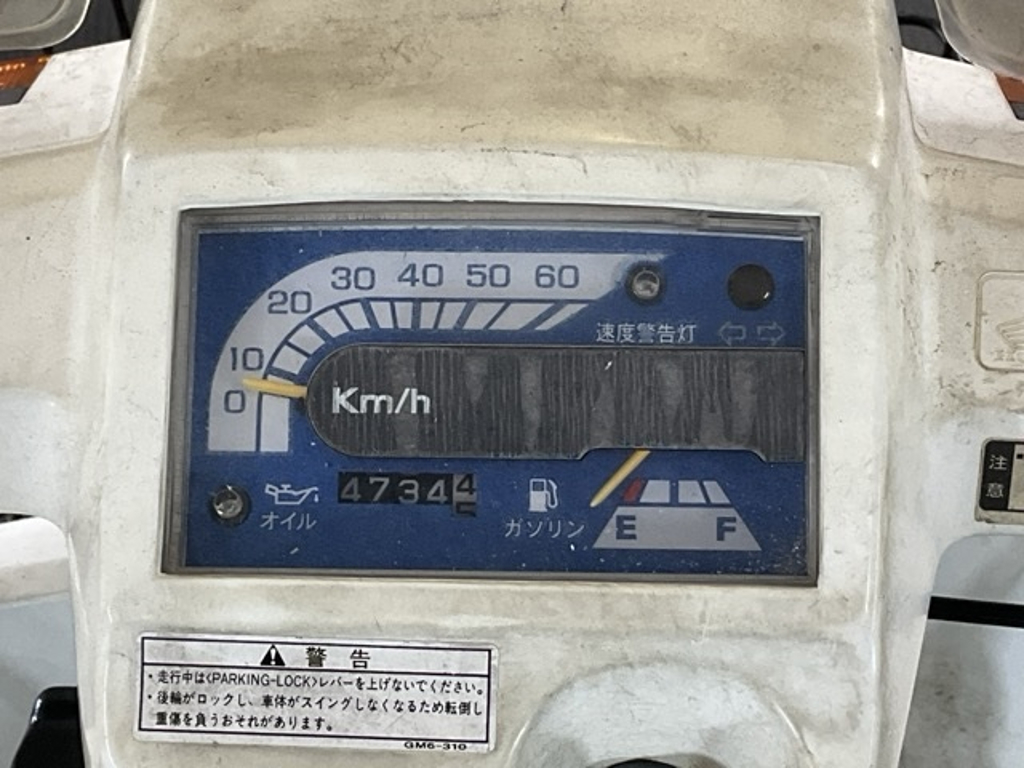 30 40 50 60
20
10
0
速度警告灯
Km/h
47344
オイル
ガソリン
E F
注意
警告
・走行中は<PARKING-LOCK>レバーを上げないでください。
・後輪がロックし、車体がスイングしなくなるため転倒し
重傷を負うおそれがあります。
GM6-310